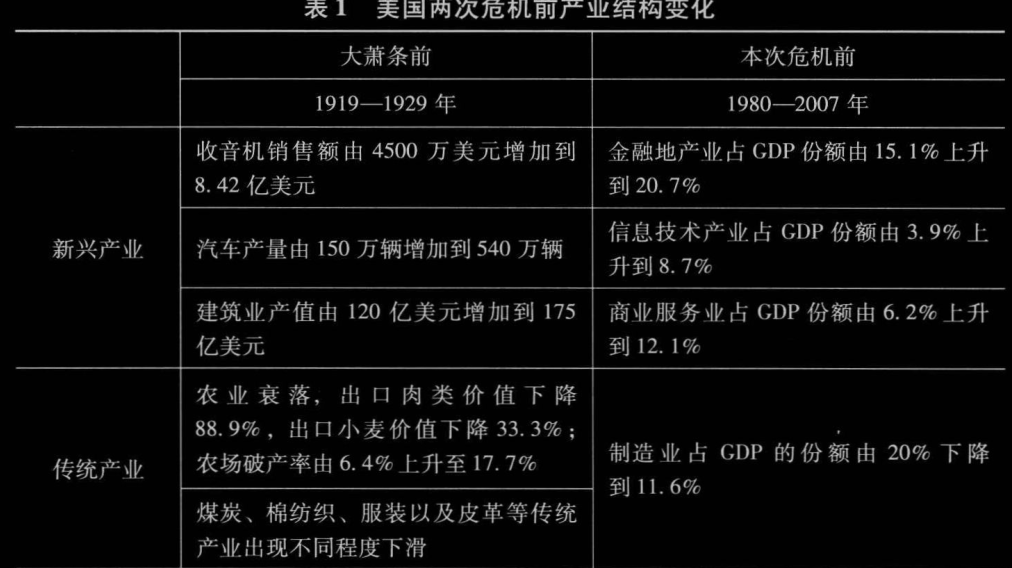 表1 美国两次危机前产业结构变化
大萧条前
本次危机前
1919—1929 年
1980—2007 年
新兴产业
收音机销售额由 4500 万美元增加到
8.42 亿美元
金融地产业占 GDP 份额由 15.1% 上升
到 20.7%
汽车产量由 150 万辆增加到 540 万辆
信息技术产业占 GDP 份额由 3.9% 上
升到 8.7%
建筑业产值由 120 亿美元增加到 175
亿美元
商业服务业占 GDP 份额由 6.2% 上升
到 12.1%
传统产业
农业衰落，出口肉类价值下降
88.9%，出口小麦价值下降 33.3%；
农场破产率由 6.4% 上升至 17.7%
制造业占 GDP 的份额由 20% 下降
到 11.6%
煤炭、棉纺织、服装以及皮革等传统
产业出现不同程度下滑